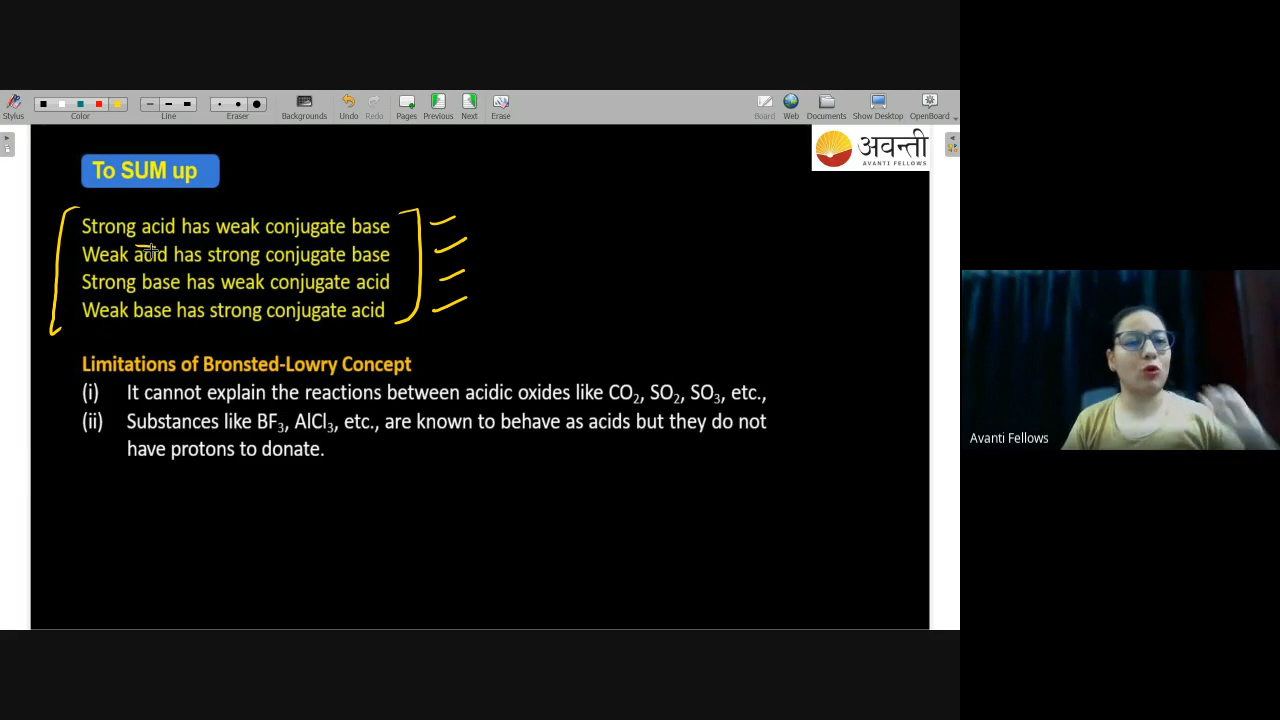 Stylus
Color
Line
Eraser
Backgrounds
Undo
Redo
Pages
Previous
Next
Erase
Board
Web
Documents
Show Desktop
OpenBoard
अवन्ती
AVANTI FELLOWS
To SUM up
Strong acid has weak conjugate base
Weak acid has strong conjugate base
Strong base has weak conjugate acid
Weak base has strong conjugate acid
Limitations of Bronsted-Lowry Concept
(i) It cannot explain the reactions between acidic oxides like CO₂, SO₂, SO₃, etc.,
(ii) Substances like BF₃, AlCl₃, etc., are known to behave as acids but they do not
have protons to donate.
Avanti Fellows